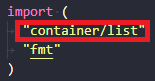 import (
"container/list"
"fmt"
)